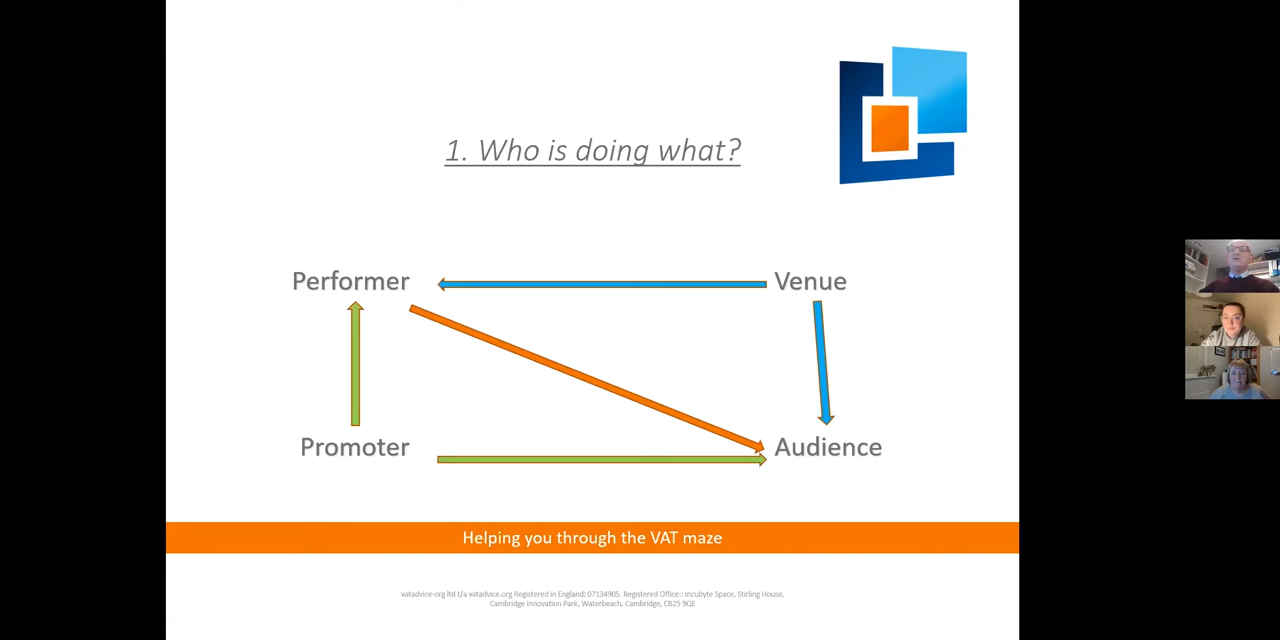 1. Who is doing what?
Performer
Venue
Promoter
Audience
Helping you through the VAT maze
vatadvice-org ltd t/a vatadvice.org Registered in England: 07134905. Registered Office:: Incubyte Space, Stirling House,
Cambridge Innovation Park, Waterbeach, Cambridge, CB25 9QE